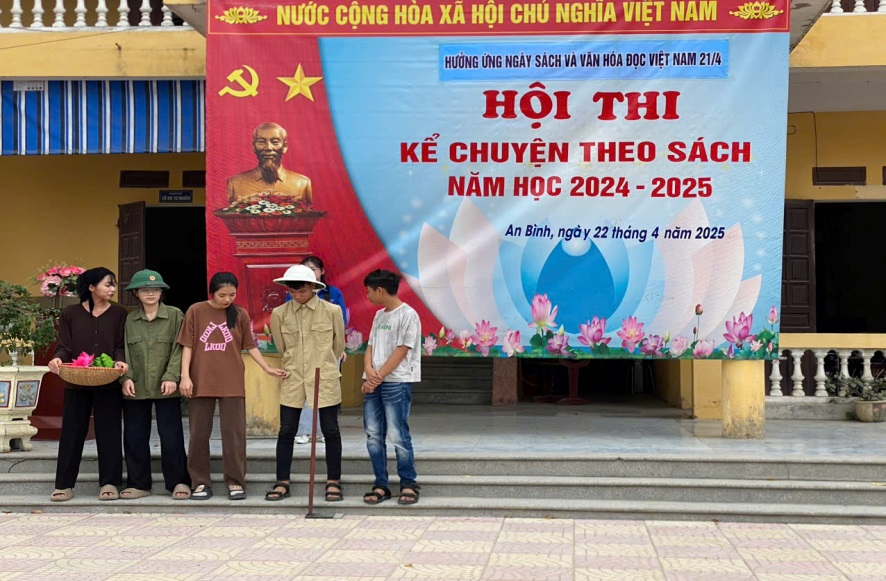 NƯỚC CỘNG HÒA XÃ HỘI CHỦ NGHĨA VIỆT NAM
HƯỞNG ỨNG NGÀY SÁCH VÀ VĂN HÓA ĐỌC VIỆT NAM 21/4
HỘI THI
KỂ CHUYỆN THEO SÁCH
NĂM HỌC 2024 - 2025
An Bình, ngày 22 tháng 4 năm 2025